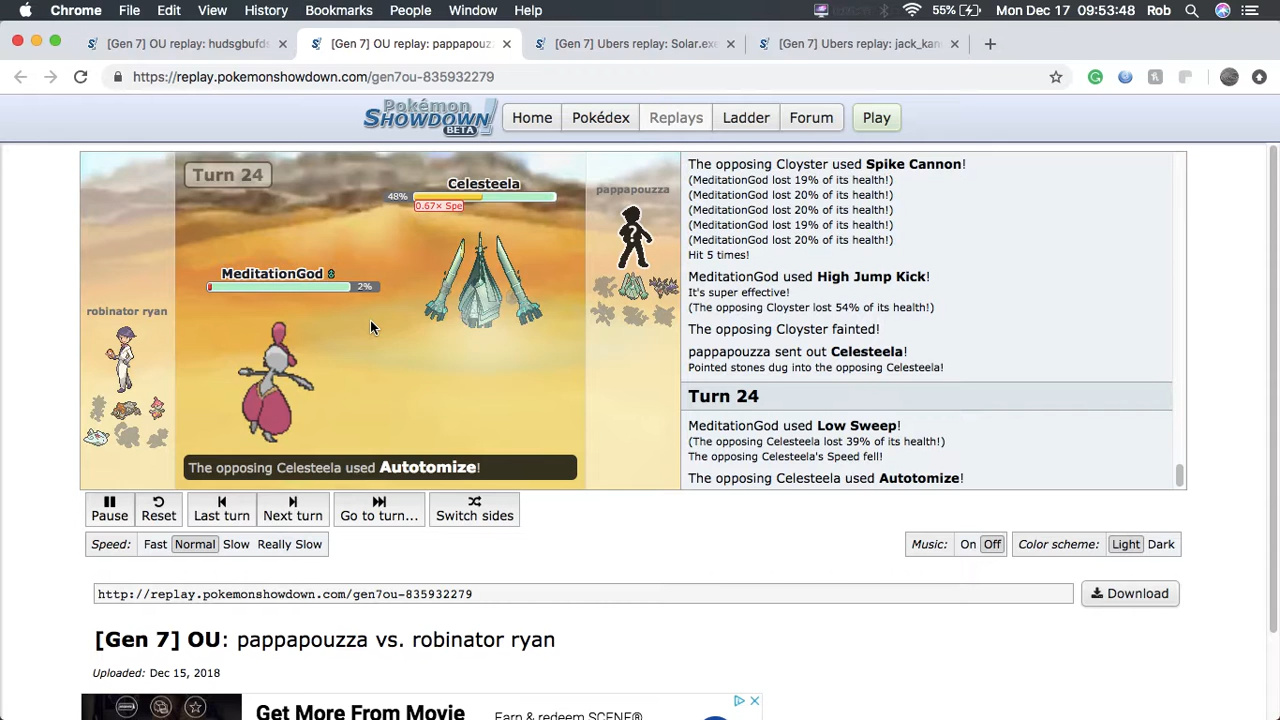 Chrome File Edit View History Bookmarks People Window Help 55% Mon Dec 17 09:53:48 Rob
[Gen 7] OU replay: hudsgbufds [Gen 7] OU replay: pappapouzz [Gen 7] Ubers replay: Solar.exe [Gen 7] Ubers replay: jack_kan
https://replay.pokemonshowdown.com/gen7ou-835932279
Pokémon SHOWDOWN! BETA Home Pokédex Replays Ladder Forum Play
Turn 24
Celesteela
48%
0.67× Spe
pappapouzza
?
MeditationGod
2%
robinator ryan
The opposing Celesteela used Autotomize!
The opposing Cloyster used Spike Cannon!
(MeditationGod lost 19% of its health!)
(MeditationGod lost 20% of its health!)
(MeditationGod lost 20% of its health!)
(MeditationGod lost 19% of its health!)
(MeditationGod lost 20% of its health!)
Hit 5 times!
MeditationGod used High Jump Kick!
It's super effective!
(The opposing Cloyster lost 54% of its health!)
The opposing Cloyster fainted!
pappapouzza sent out Celesteela!
Pointed stones dug into the opposing Celesteela!
Turn 24
MeditationGod used Low Sweep!
(The opposing Celesteela lost 39% of its health!)
The opposing Celesteela's Speed fell!
The opposing Celesteela used Autotomize!
Pause Reset Last turn Next turn Go to turn... Switch sides
Speed: Fast Normal Slow Really Slow Music: On Off Color scheme: Light Dark
http://replay.pokemonshowdown.com/gen7ou-835932279 Download
[Gen 7] OU: pappapouzza vs. robinator ryan
Uploaded: Dec 15, 2018
Get More From Movie
Earn & redeem SCENE®